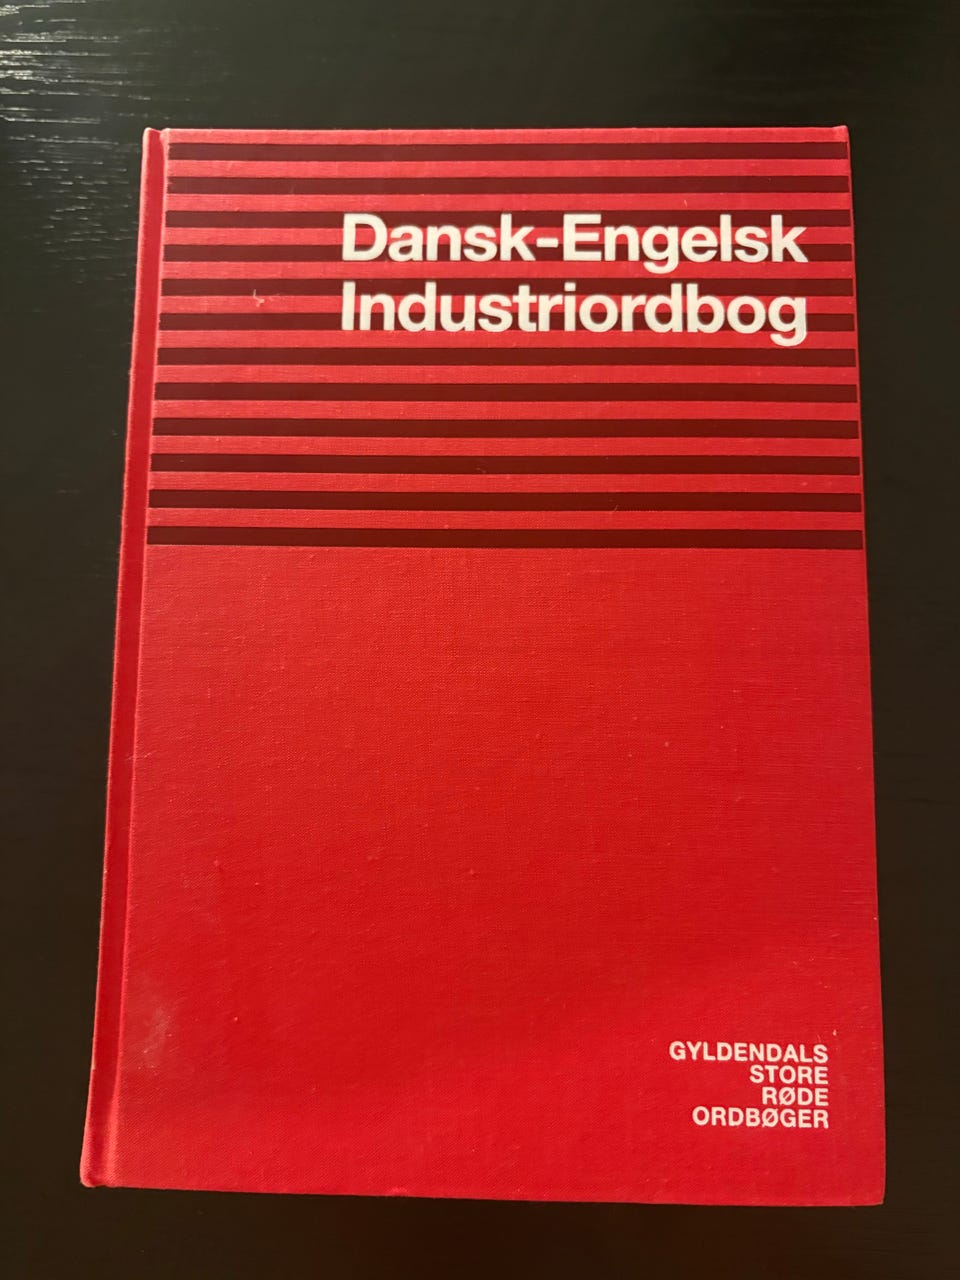 Dansk-Engelsk
Industriordbog
GYLDENDALS
STORE
RØDE
ORDBØGER